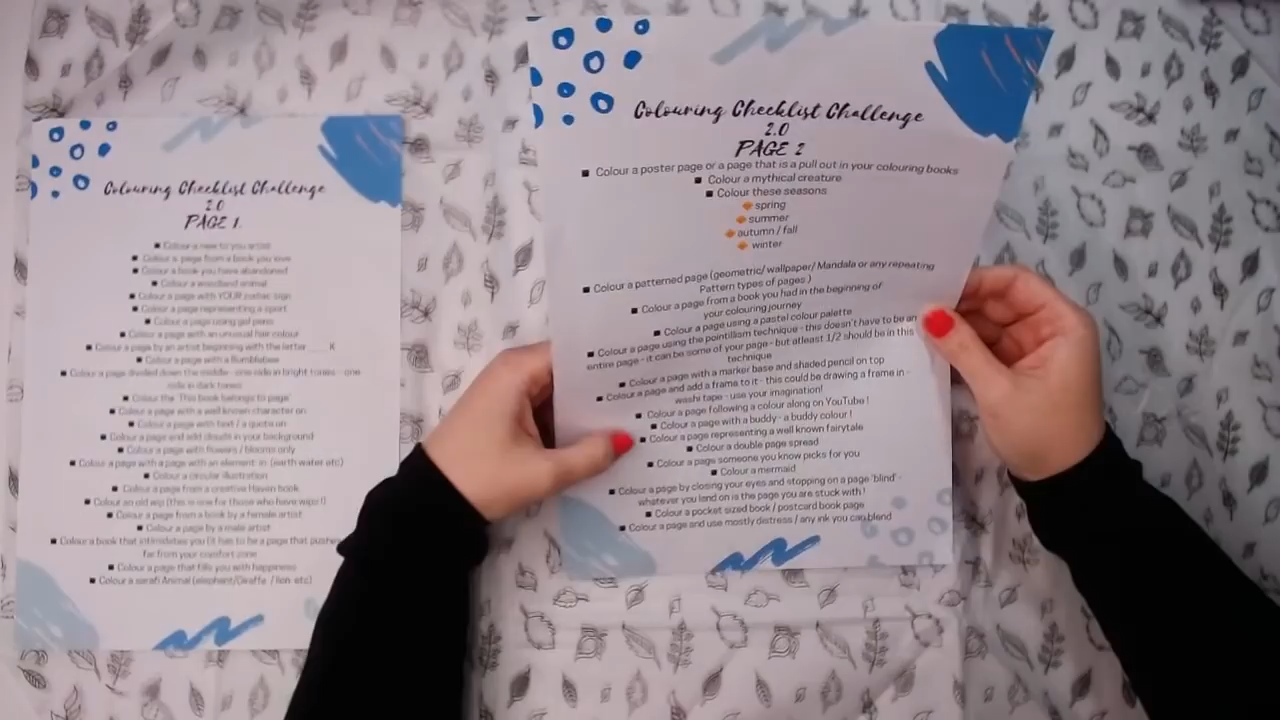 Colouring Checklist Challenge
2.0
PAGE 1.
Colour a new to you artist
Colour a page from a book you love
Colour a book you have abandoned
Colour a woodland animal
Colour a page with YOUR zodiac sign
Colour a page representing a sport
Colour a page using gel pens
Colour a page with an unusual hair colour
Colour a page by an artist beginning with the letter ____K
Colour a page with a Bumblebee
Colour a page divided down the middle - one side in bright tones - one
side in dark tones
Colour the 'This book belongs to page'
Colour a page with a well known character on
Colour a page with text / a quote on
Colour a page and add clouds in your background
Colour a page with flowers / blooms only
Colour a page with a page with an element in (earth water etc)
Colour a circular illustration
Colour a page from a creative Haven book
Colour an old wip (this is one for those who have wips!)
Colour a page from a book by a female artist
Colour a page by a male artist
Colour a book that intimidates you (it has to be a page that pushes
far from your comfort zone
Colour a page that fills you with happiness
Colour a safari Animal (elephant/Giraffe / lion etc)
Colouring Checklist Challenge
2.0
PAGE 2
Colour a poster page or a page that is a pull out in your colouring books
Colour a mythical creature
Colour these seasons
spring
summer
autumn / fall
winter
Colour a patterned page (geometric/ wallpaper/ Mandala or any repeating
Pattern types of pages )
Colour a page from a book you had in the beginning of
your colouring journey
Colour a page using a pastel colour palette
Colour a page using the pointillism technique - this doesn't have to be an
entire page - it can be some of your page - but atleast 1/2 should be in this
technique
Colour a page with a marker base and shaded pencil on top
Colour a page and add a frame to it - this could be drawing a frame in -
washi tape - use your imagination!
Colour a page following a colour along on YouTube !
Colour a page with a buddy - a buddy colour !
Colour a page representing a well known fairytale
Colour a double page spread
Colour a page someone you know picks for you
Colour a mermaid
Colour a page by closing your eyes and stopping on a page 'blind' -
whatever you land on is the page you are stuck with !
Colour a pocket sized book / postcard book page
Colour a page and use mostly distress / any ink you can blend